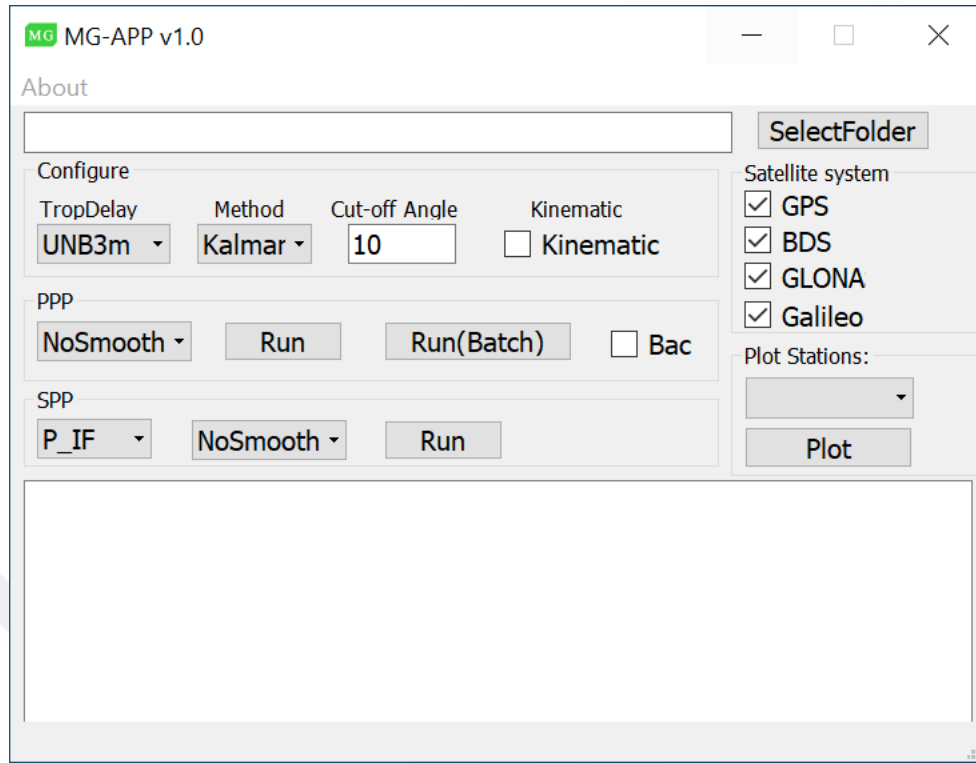 MG MG-APP v1.0
About
SelectFolder
Configure
TropDelay Method Cut-off Angle Kinematic
UNB3m Kalmar 10 Kinematic
PPP
NoSmooth Run Run(Batch) Bac
SPP
P_IF NoSmooth Run
Satellite system
GPS
BDS
GLONA
Galileo
Plot Stations:
Plot